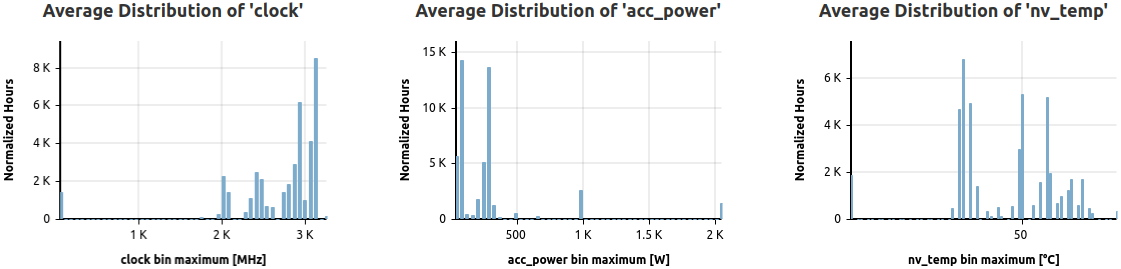 Average Distribution of 'clock'
Normalized Hours
8 K
6 K
4 K
2 K
0
1 K
2 K
3 K
clock bin maximum [MHz]
Average Distribution of 'acc_power'
Normalized Hours
15 K
10 K
5 K
0
500
1 K
1.5 K
2 K
acc_power bin maximum [W]
Average Distribution of 'nv_temp'
Normalized Hours
6 K
4 K
2 K
0
50
nv_temp bin maximum [°C]